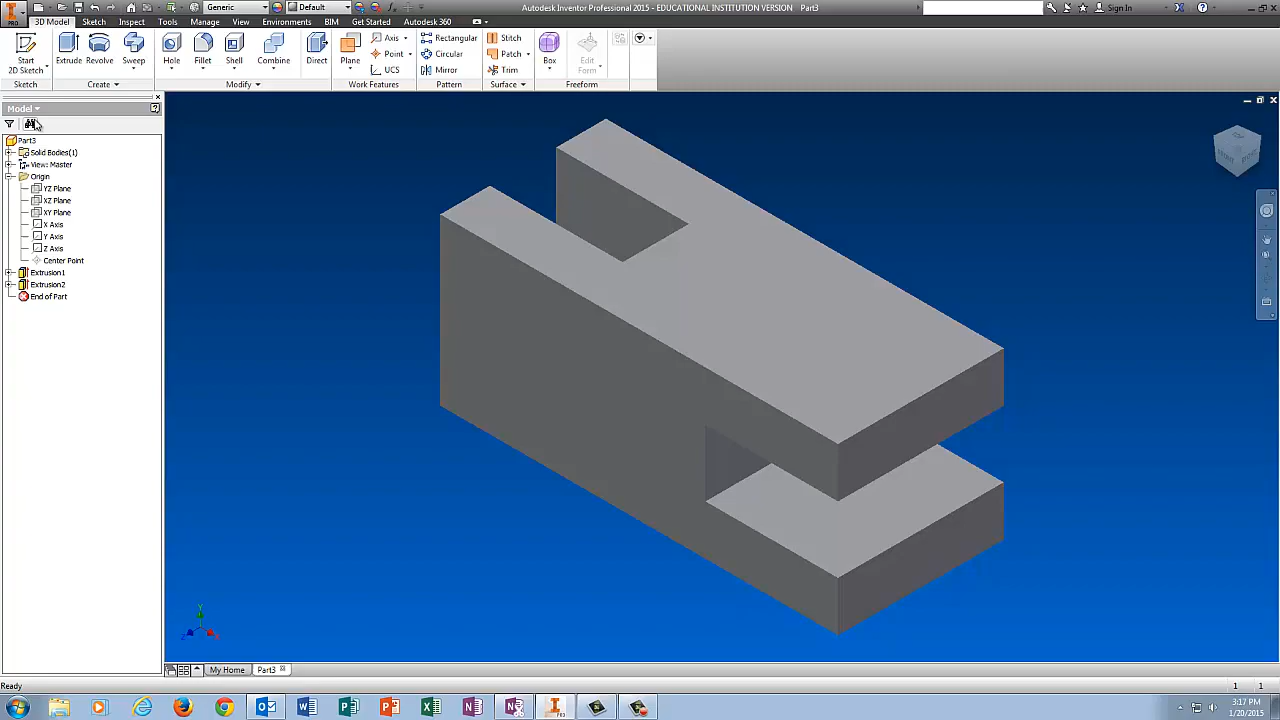 Generic
Default
Autodesk Inventor Professional 2015 - EDUCATIONAL INSTITUTION VERSION Part3
Sign In
PRO
3D Model Sketch Inspect Tools Manage View Environments BIM Get Started Autodesk 360
Start
2D Sketch
Extrude
Revolve
Sweep
Hole
Fillet
Shell
Combine
Direct
Plane
Axis
Point
UCS
Rectangular
Circular
Mirror
Stitch
Patch
Trim
Box
Edit
Form
Sketch
Create
Modify
Work Features
Pattern
Surface
Freeform
Model
Part3
Solid Bodies(1)
View: Master
Origin
YZ Plane
XZ Plane
XY Plane
X Axis
Y Axis
Z Axis
Center Point
Extrusion1
Extrusion2
End of Part
My Home
Part3
Ready
1 1
3:17 PM
1/20/2015